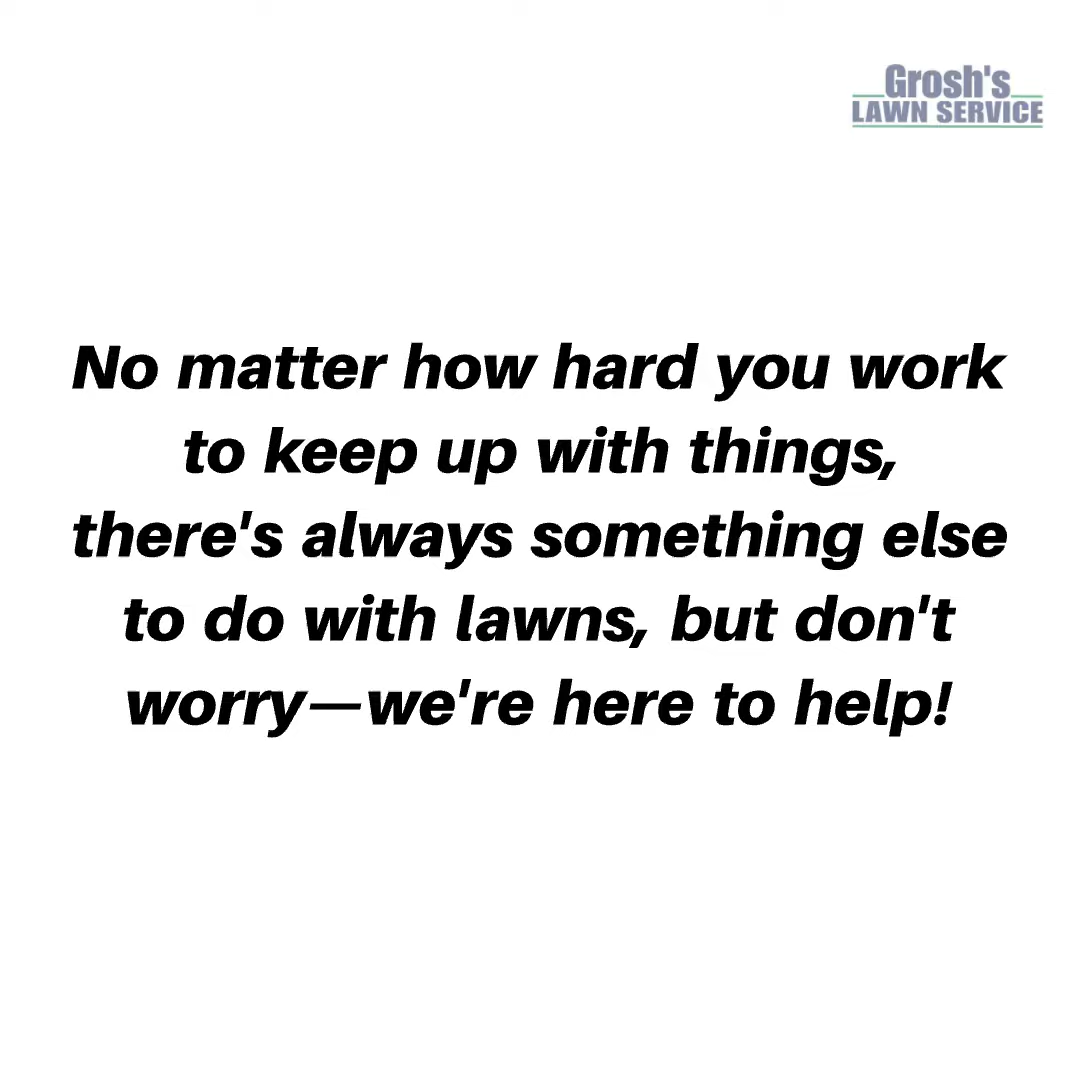 Grosh's
LAWN SERVICE
No matter how hard you work
to keep up with things,
there's always something else
to do with lawns, but don't
worry—we're here to help!